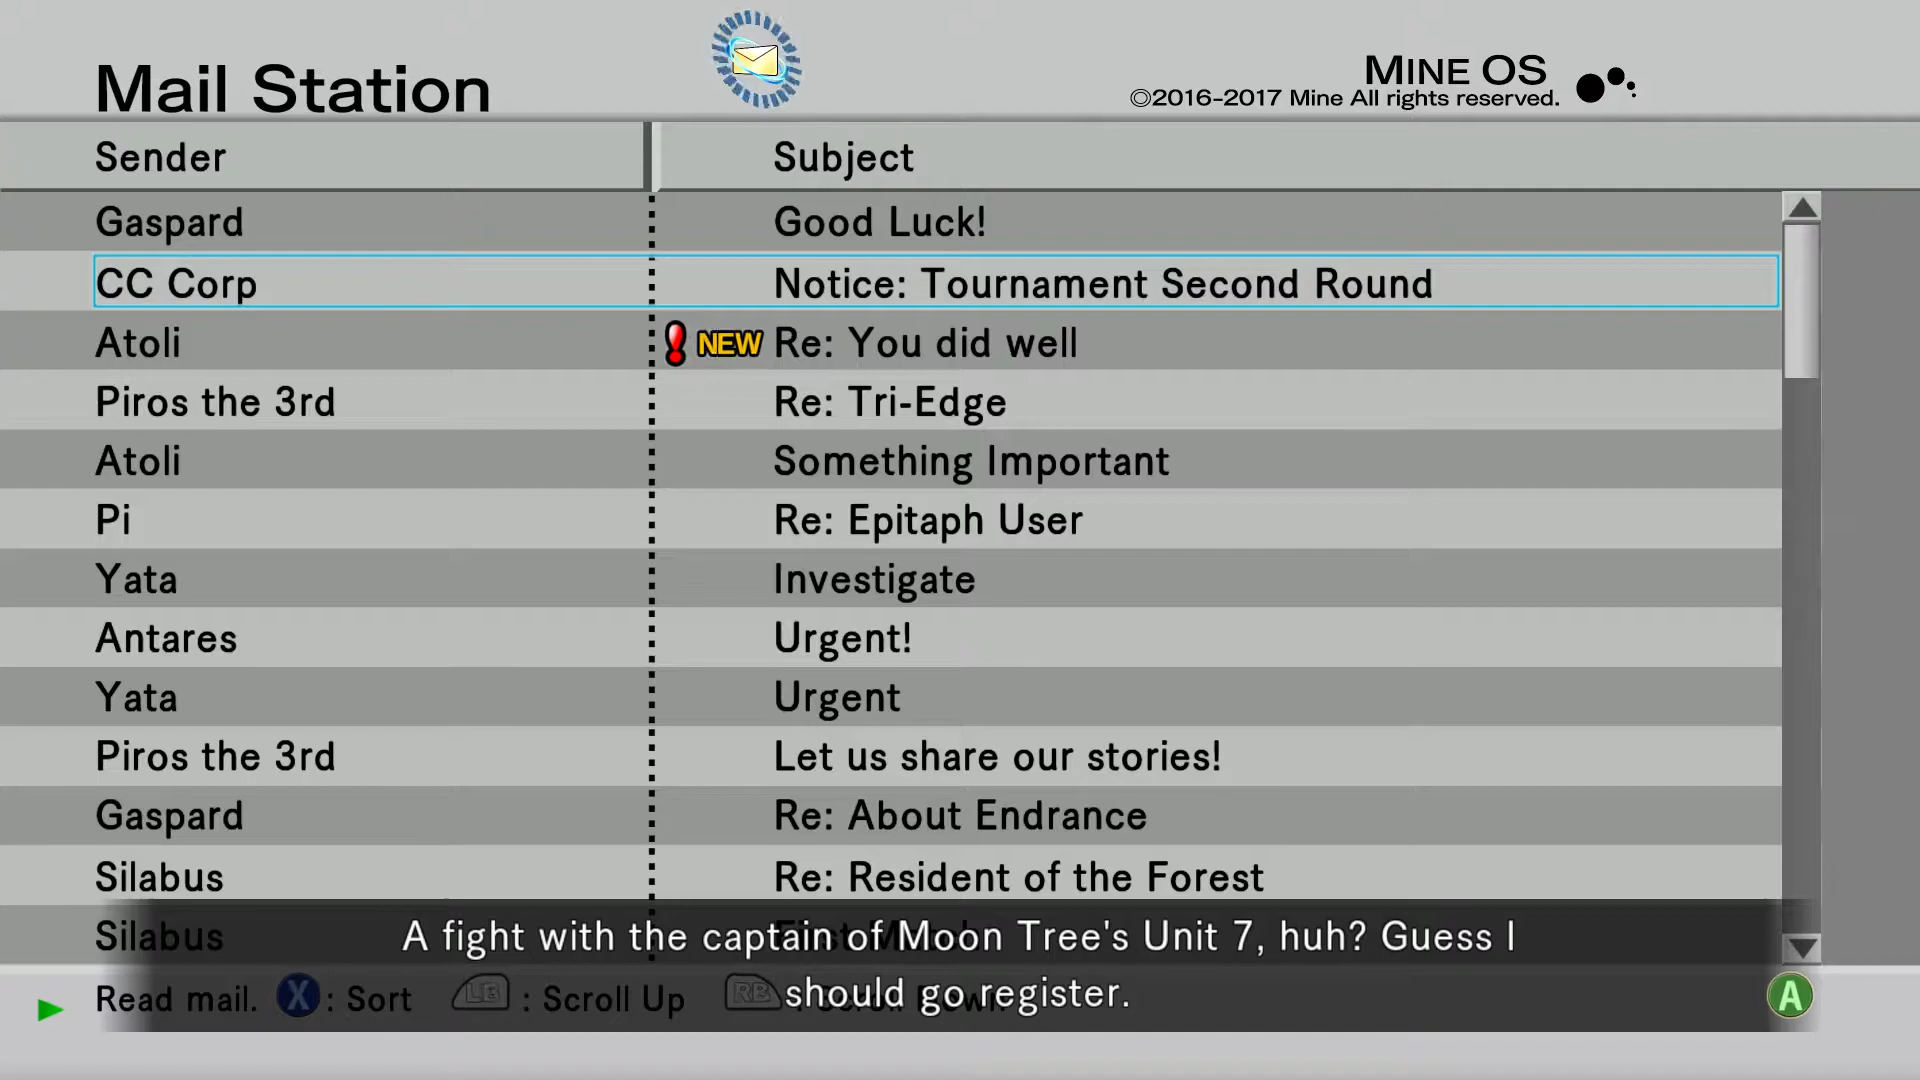 Mail Station
MINE OS
©2016-2017 Mine All rights reserved.
Sender Subject
Gaspard Good Luck!
CC Corp Notice: Tournament Second Round
Atoli NEW Re: You did well
Piros the 3rd Re: Tri-Edge
Atoli Something Important
Pi Re: Epitaph User
Yata Investigate
Antares Urgent!
Yata Urgent
Piros the 3rd Let us share our stories!
Gaspard Re: About Endrance
Silabus Re: Resident of the Forest
Silabus
A fight with the captain of Moon Tree's Unit 7, huh? Guess I
should go register.
Read mail. X : Sort LB : Scroll Up RB
A